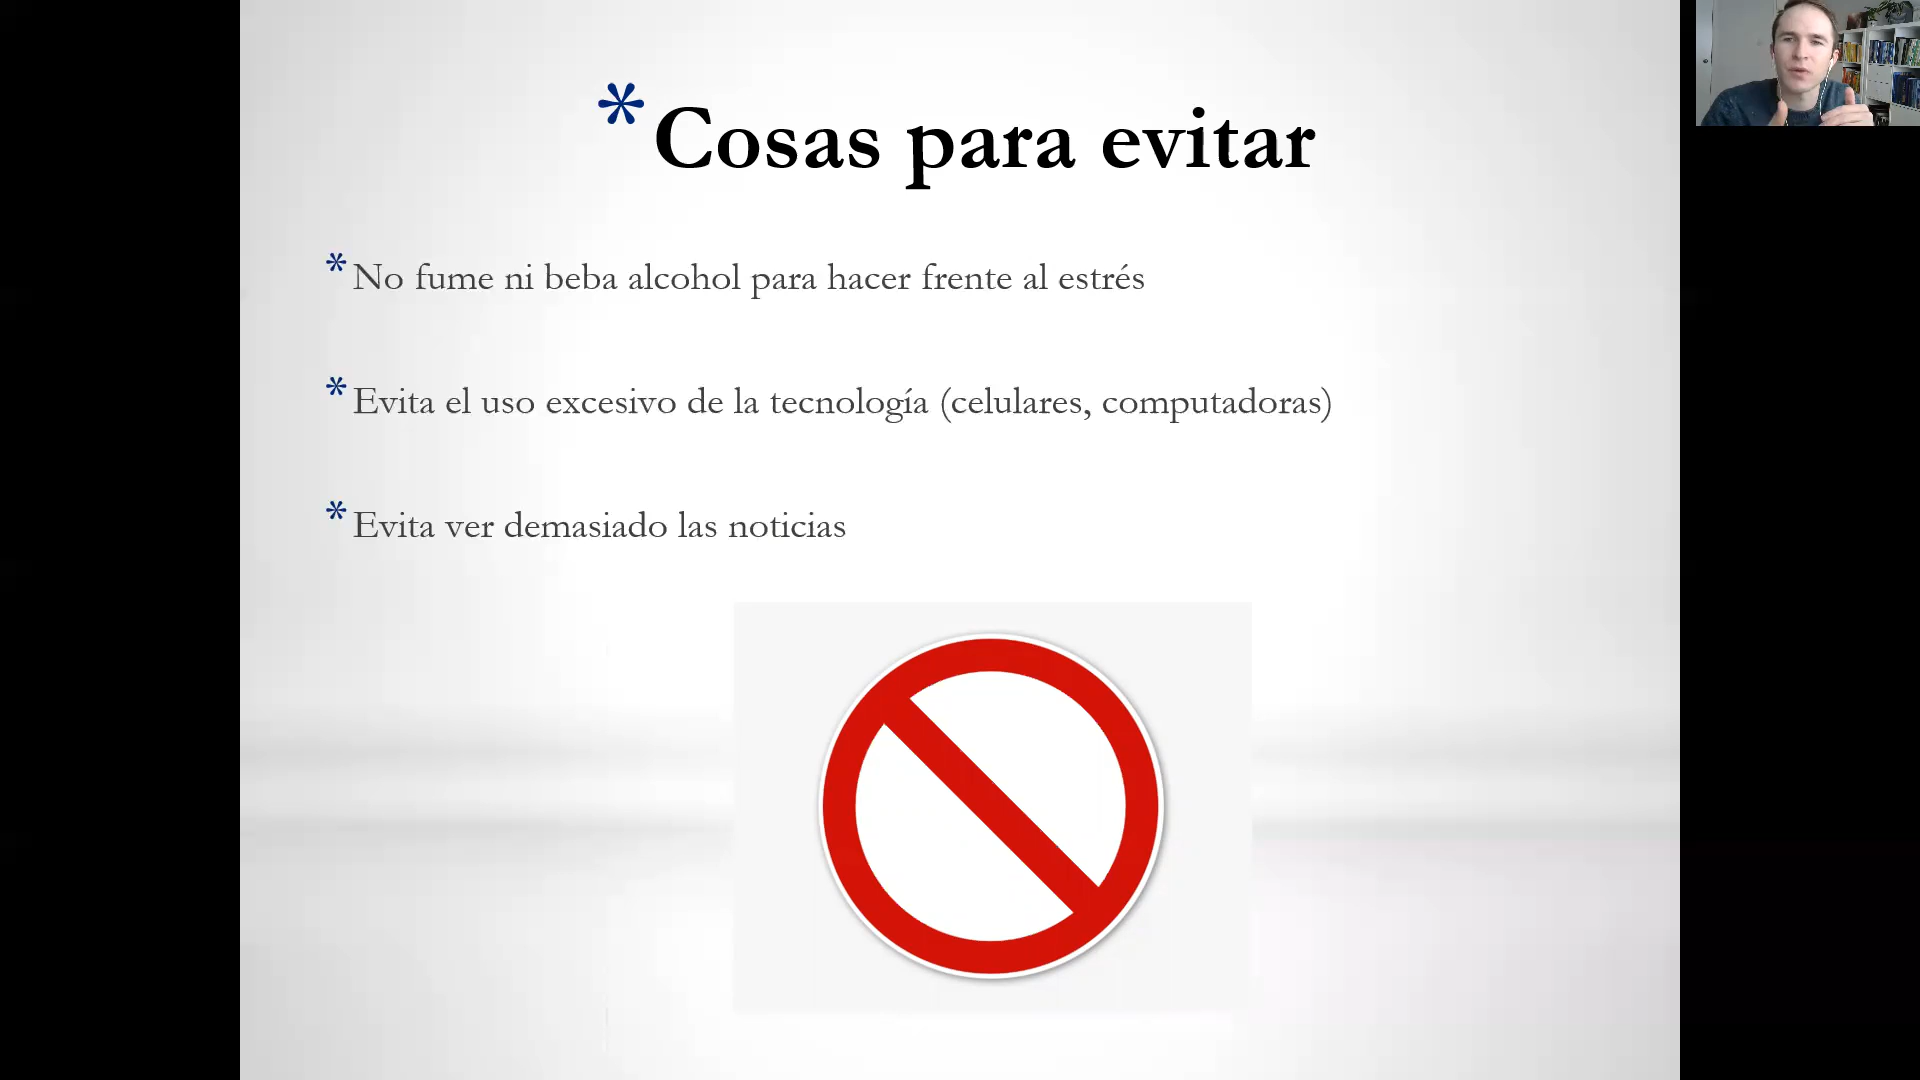 * Cosas para evitar
* No fume ni beba alcohol para hacer frente al estrés
* Evita el uso excesivo de la tecnología (celulares, computadoras)
* Evita ver demasiado las noticias